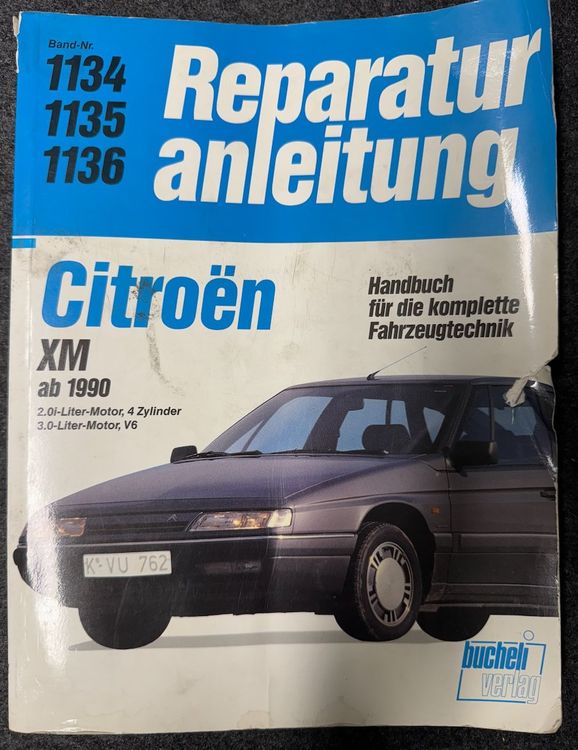 Band-Nr.
1134
1135
1136
Reparatur
anleitung
Citroën
XM
ab 1990
2.0i-Liter-Motor, 4 Zylinder
3.0-Liter-Motor, V6
Handbuch
für die komplette
Fahrzeugtechnik
K·VU 762
bucheli
verlag